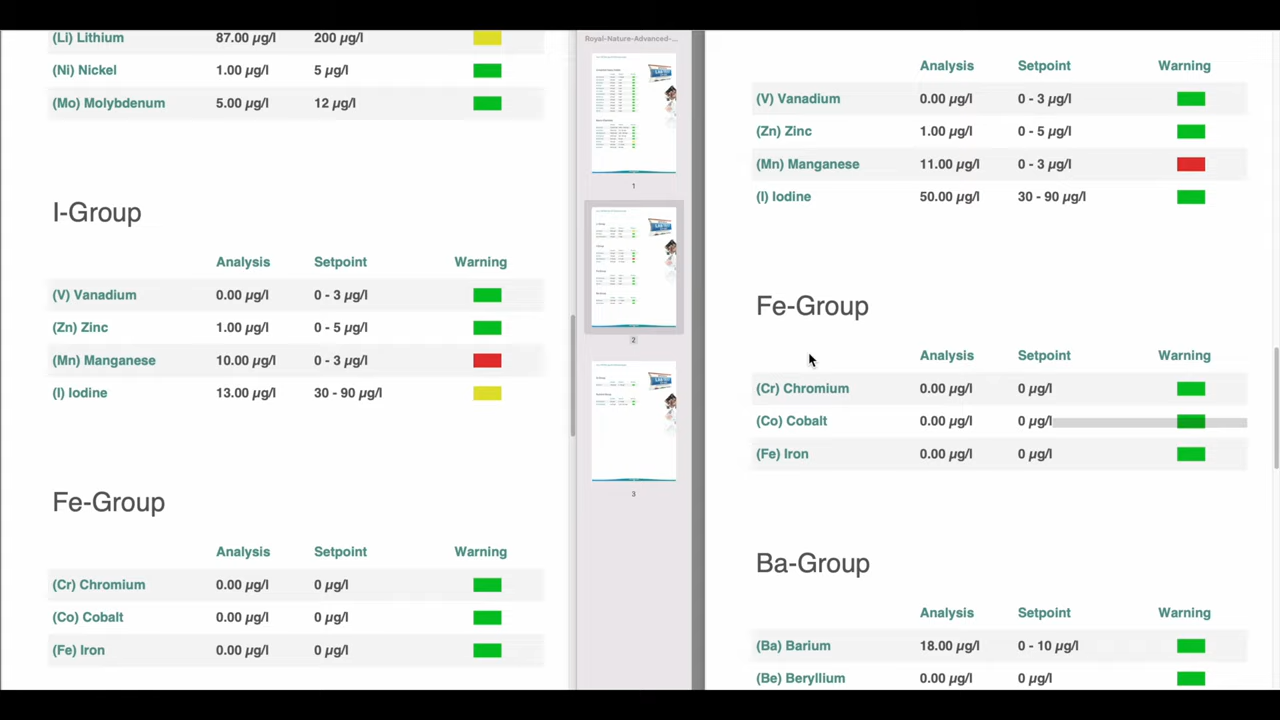 (Li) Lithium 87.00 µg/l 200 µg/l
(Ni) Nickel 1.00 µg/l 5 µg/l
(Mo) Molybdenum 5.00 µg/l 12 µg/l
I-Group
Analysis Setpoint Warning
(V) Vanadium 0.00 µg/l 0 - 3 µg/l
(Zn) Zinc 1.00 µg/l 0 - 5 µg/l
(Mn) Manganese 10.00 µg/l 0 - 3 µg/l
(I) Iodine 13.00 µg/l 30 - 90 µg/l
Fe-Group
Analysis Setpoint Warning
(Cr) Chromium 0.00 µg/l 0 µg/l
(Co) Cobalt 0.00 µg/l 0 µg/l
(Fe) Iron 0.00 µg/l 0 µg/l
Royal-Nature-Advanced-...
1
2
3
Analysis Setpoint Warning
(V) Vanadium 0.00 µg/l 0 - 3 µg/l
(Zn) Zinc 1.00 µg/l 0 - 5 µg/l
(Mn) Manganese 11.00 µg/l 0 - 3 µg/l
(I) Iodine 50.00 µg/l 30 - 90 µg/l
Fe-Group
Analysis Setpoint Warning
(Cr) Chromium 0.00 µg/l 0 µg/l
(Co) Cobalt 0.00 µg/l 0 µg/l
(Fe) Iron 0.00 µg/l 0 µg/l
Ba-Group
Analysis Setpoint Warning
(Ba) Barium 18.00 µg/l 0 - 10 µg/l
(Be) Beryllium 0.00 µg/l 0 µg/l